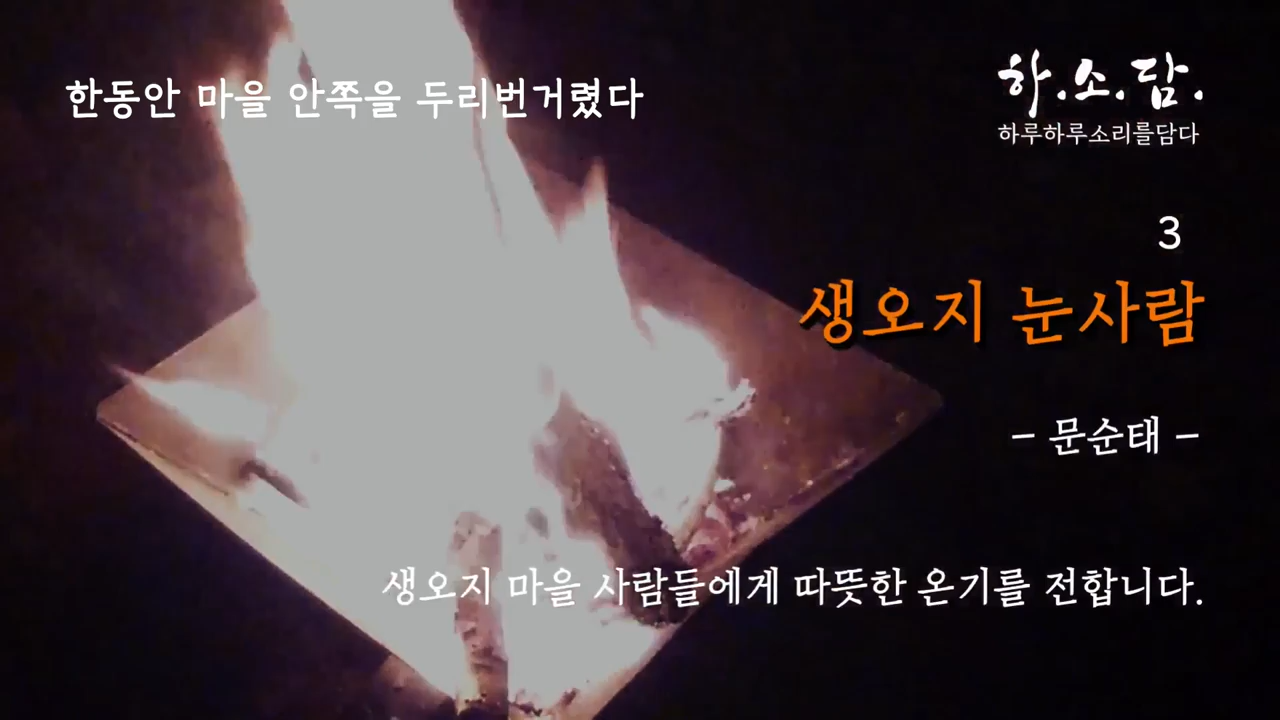 한동안 마을 안쪽을 두리번거렸다
하.소.담.
하루하루소리를담다
3
생오지 눈사람
- 문순태 -
생오지 마을 사람들에게 따뜻한 온기를 전합니다.